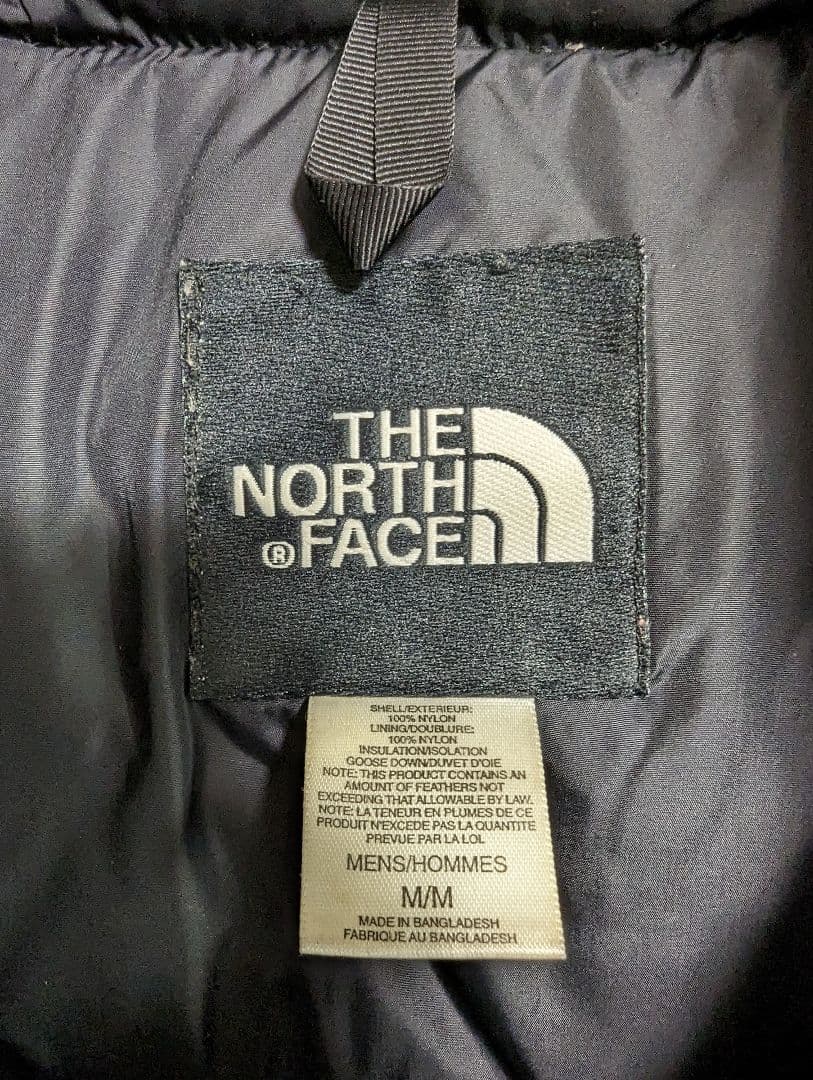 THE
NORTH
® FACE
SHELL/EXTERIEUR:
100% NYLON
LINING/DOUBLURE:
100% NYLON
INSULATION/ISOLATION
GOOSE DOWN/DUVET D'OIE
NOTE: THIS PRODUCT CONTAINS AN
AMOUNT OF FEATHERS NOT
EXCEEDING THAT ALLOWABLE BY LAW.
NOTE: LA TENEUR EN PLUMES DE CE
PRODUIT N'EXCEDE PAS LA QUANTITE
PREVUE PAR LA LOL
MENS/HOMMES
M/M
MADE IN BANGLADESH
FABRIQUE AU BANGLADESH